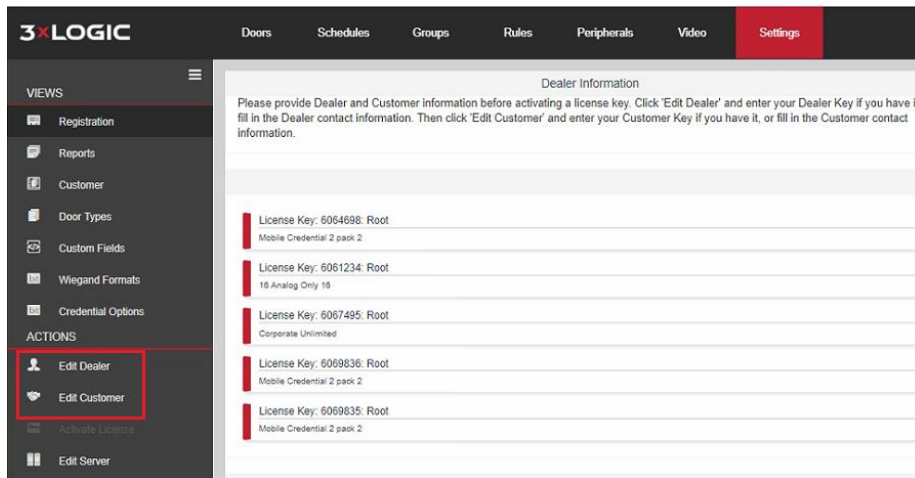 3xLOGIC
Doors Schedules Groups Rules Peripherals Video Settings
VIEWS
Registration
Reports
Customer
Door Types
Custom Fields
Wiegand Formats
Credential Options
ACTIONS
Edit Dealer
Edit Customer
Activate License
Edit Server
Dealer Information
Please provide Dealer and Customer information before activating a license key. Click 'Edit Dealer' and enter your Dealer Key if you have
fill in the Dealer contact information. Then click 'Edit Customer' and enter your Customer Key if you have it, or fill in the Customer contact
information.
License Key: 6064698: Root
Mobile Credential 2 pack 2
License Key: 6061234: Root
16 Analog Only 16
License Key: 6067495: Root
Corporate Unlimited
License Key: 6069836: Root
Mobile Credential 2 pack 2
License Key: 6069835: Root
Mobile Credential 2 pack 2